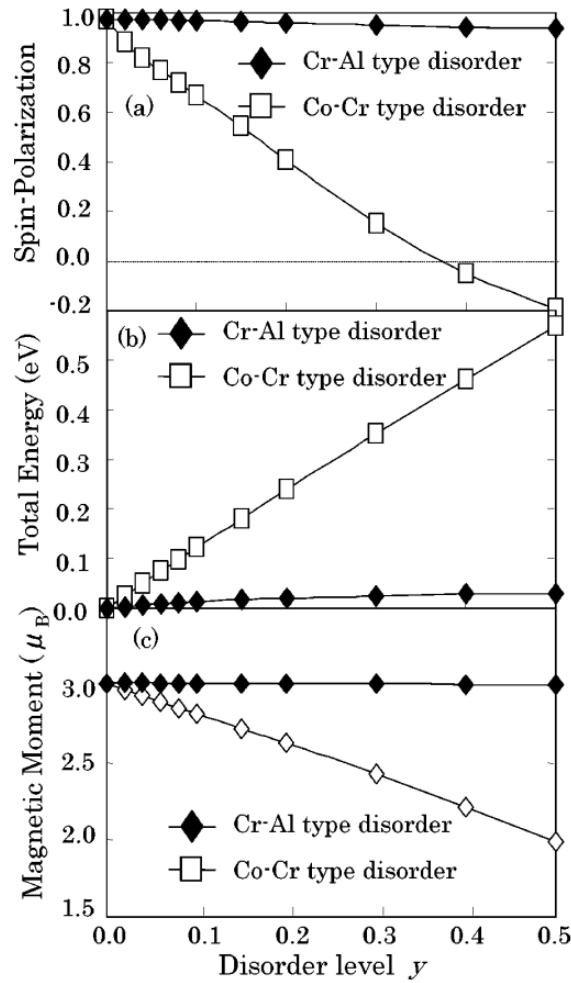 1.0
0.8
0.6
0.4
0.2
0.0
-0.2
Spin-Polarization
Cr-Al type disorder
(a)
Co-Cr type disorder
(b)
Cr-Al type disorder
Co-Cr type disorder
0.5
0.4
0.3
0.2
0.1
0.0
Total Energy (eV)
(c)
3.0
2.5
2.0
1.5
Magnetic Moment (μB)
Cr-Al type disorder
Co-Cr type disorder
0.0 0.1 0.2 0.3 0.4 0.5
Disorder level y